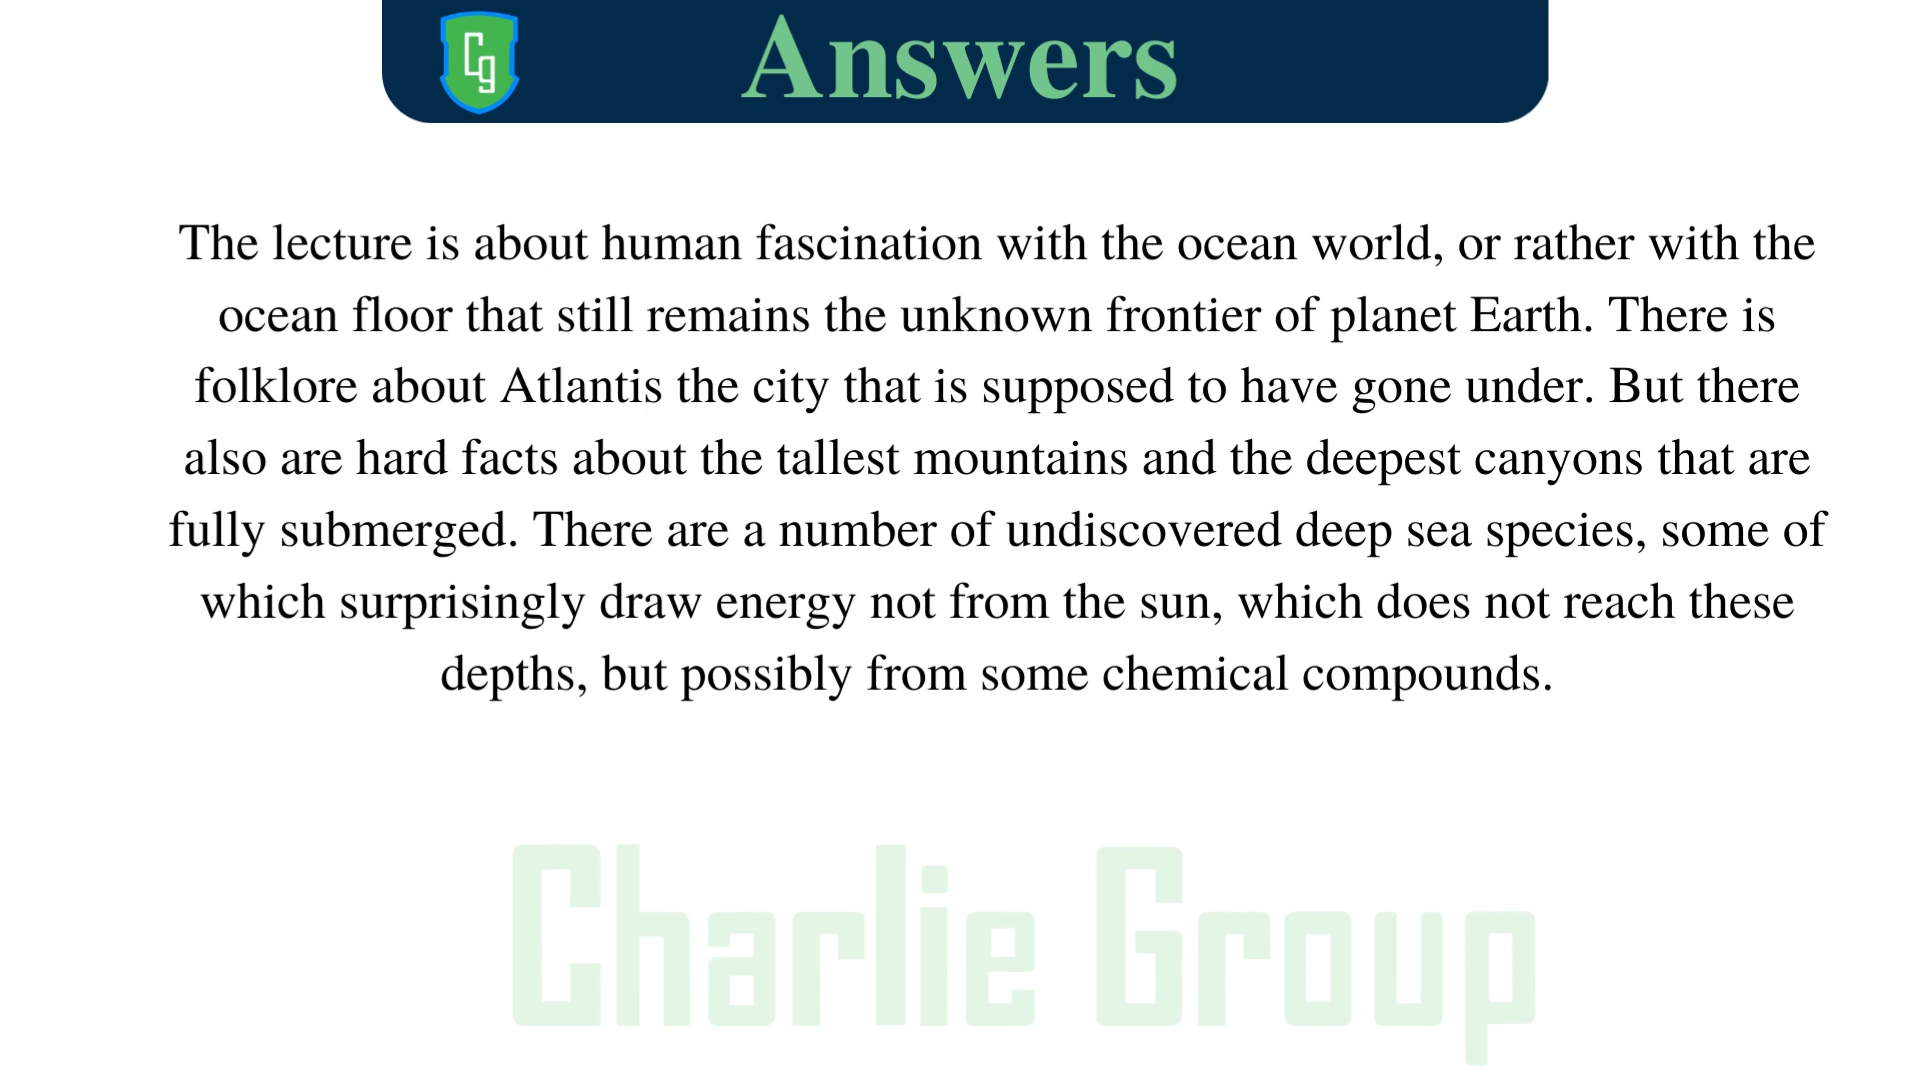 Cg
Answers
The lecture is about human fascination with the ocean world, or rather with the
ocean floor that still remains the unknown frontier of planet Earth. There is
folklore about Atlantis the city that is supposed to have gone under. But there
also are hard facts about the tallest mountains and the deepest canyons that are
fully submerged. There are a number of undiscovered deep sea species, some of
which surprisingly draw energy not from the sun, which does not reach these
depths, but possibly from some chemical compounds.
Charlie Group